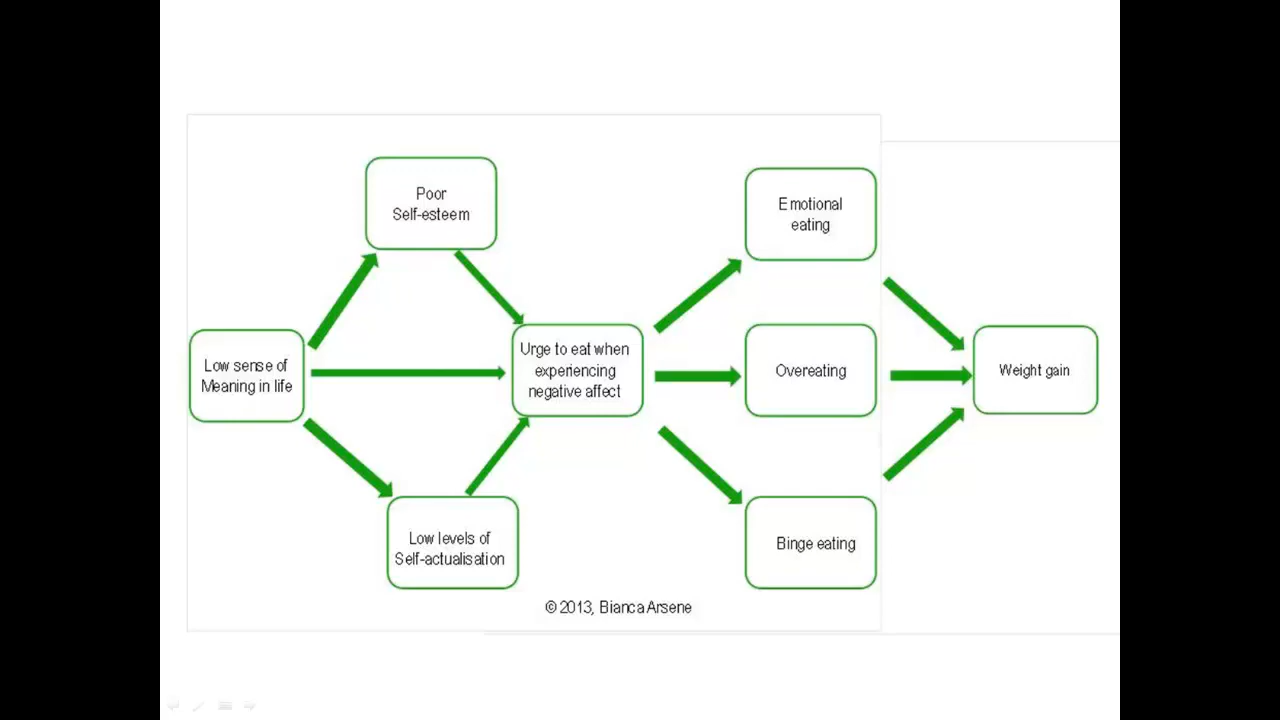 Poor
Self-esteem
Emotional
eating
Low sense of
Meaning in life
Urge to eat when
experiencing
negative affect
Overeating
Weight gain
Low levels of
Self-actualisation
Binge eating
© 2013, Bianca Arsene